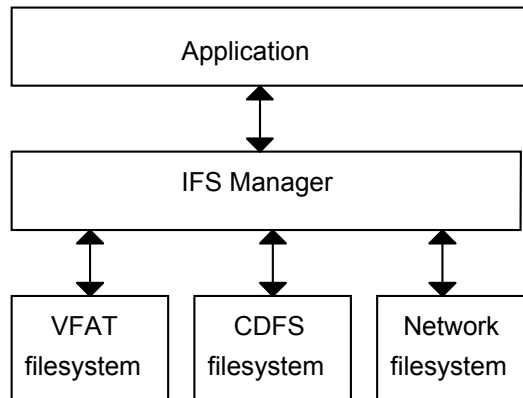 Application
IFS Manager
VFAT
filesystem
CDFS
filesystem
Network
filesystem